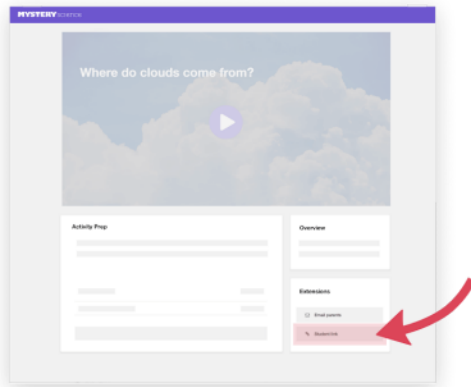 MYSTERY SCIENCE
Where do clouds come from?
Activity Prep
Overview
Extensions
Email parents
Student link